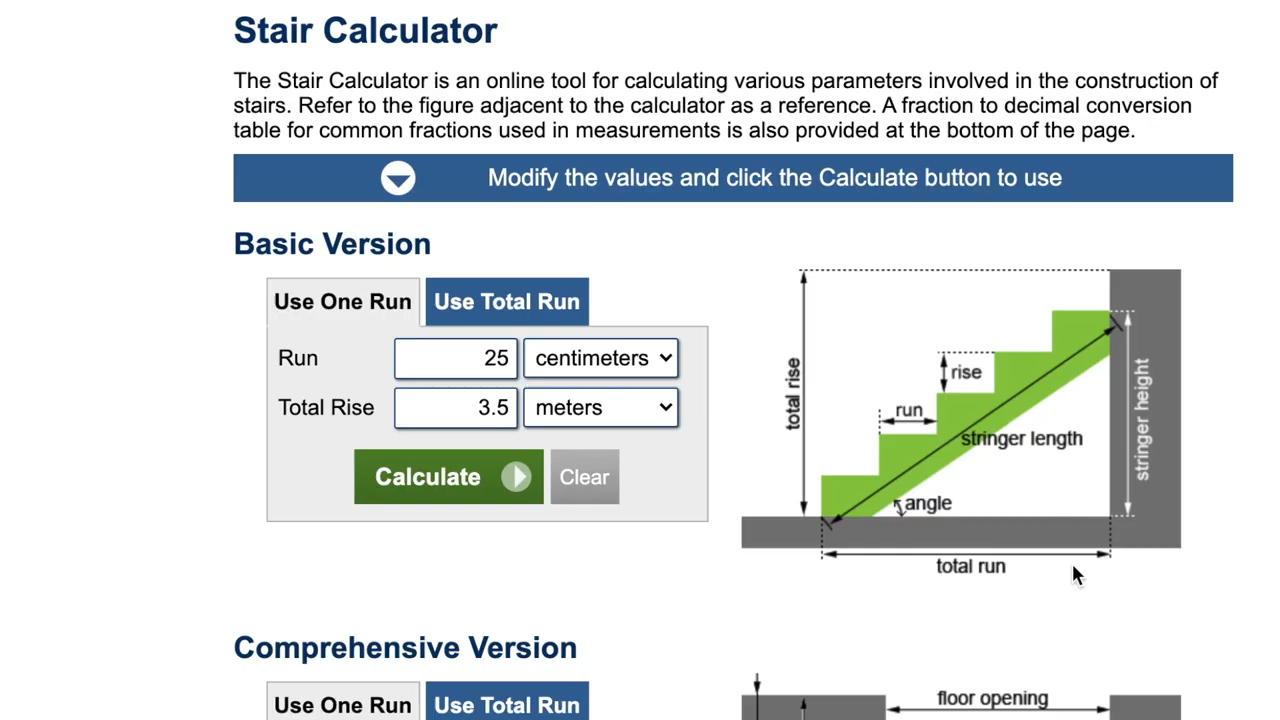 Stair Calculator
The Stair Calculator is an online tool for calculating various parameters involved in the construction of
stairs. Refer to the figure adjacent to the calculator as a reference. A fraction to decimal conversion
table for common fractions used in measurements is also provided at the bottom of the page.
Modify the values and click the Calculate button to use
Basic Version
Use One Run Use Total Run
Run 25 centimeters
Total Rise 3.5 meters
Calculate Clear
total rise
rise
run
stringer length
stringer height
angle
total run
Comprehensive Version
Use One Run Use Total Run
floor opening